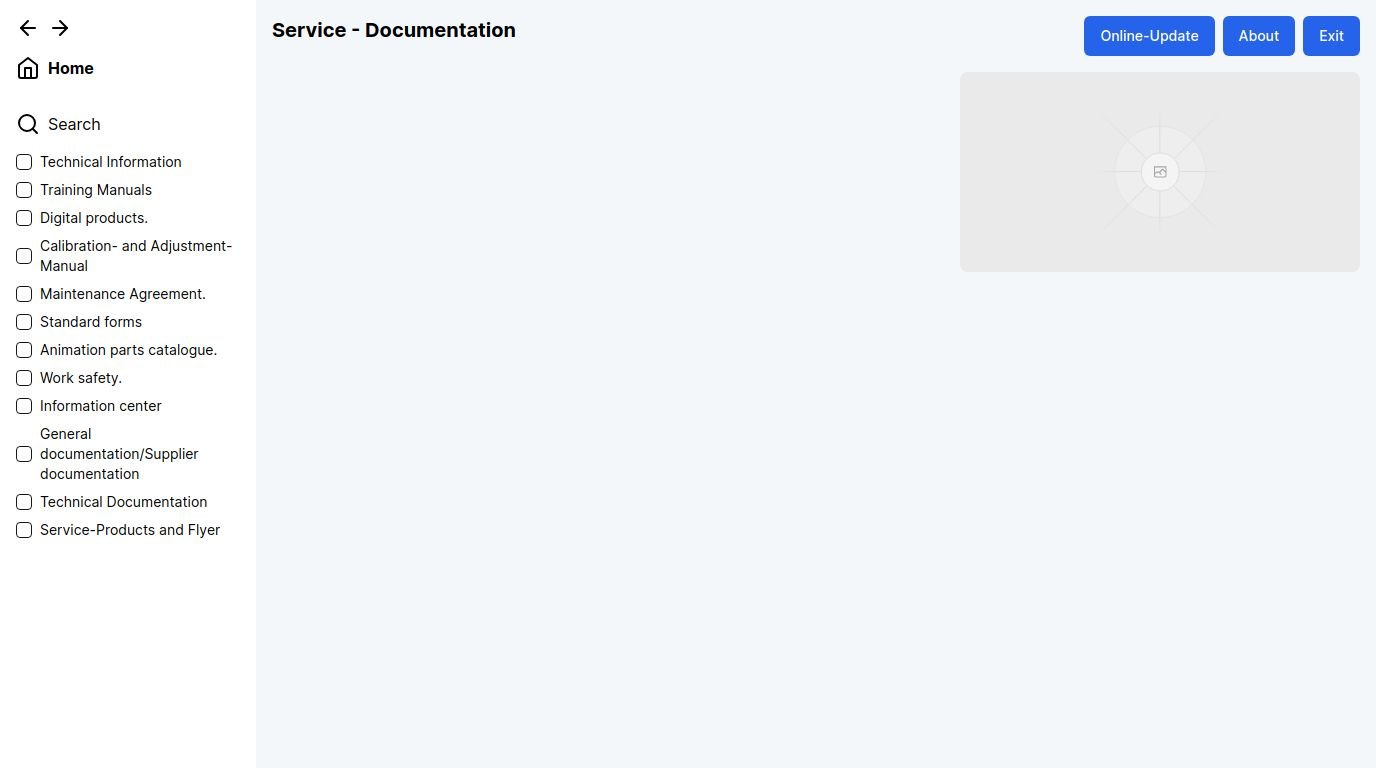 Home
Search
Technical Information
Training Manuals
Digital products.
Calibration- and Adjustment-
Manual
Maintenance Agreement.
Standard forms
Animation parts catalogue.
Work safety.
Information center
General
documentation/Supplier
documentation
Technical Documentation
Service-Products and Flyer
Service - Documentation
Online-Update
About
Exit